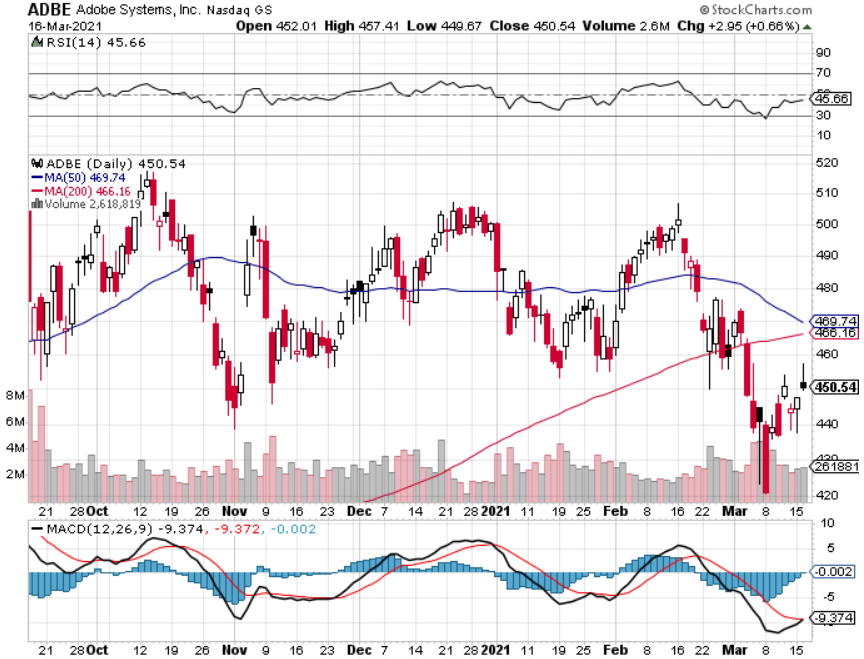 ADBE Adobe Systems, Inc. Nasdaq GS © StockCharts.com
16-Mar-2021 Open 452.01 High 457.41 Low 449.67 Close 450.54 Volume 2.6M Chg +2.95 (+0.66%)
RSI(14) 45.66
90
70
50
45.66
30
10
ADBE (Daily) 450.54
MA(50) 469.74
MA(200) 466.16
Volume 2,618,819
520
510
500
490
480
469.74
466.16
460
450.54
440
430
420
8M
6M
4M
2M
261881
21 28 Oct 5 12 19 26 Nov 9 16 23 Dec 7 14 21 28 2021 11 19 25 Feb 8 16 22 Mar 8 15
MACD(12,26,9) -9.374, -9.372, -0.002
10
5
-0.002
-5
-9.374
21 28 Oct 5 12 19 26 Nov 9 16 23 Dec 7 14 21 28 2021 11 19 25 Feb 8 16 22 Mar 8 15